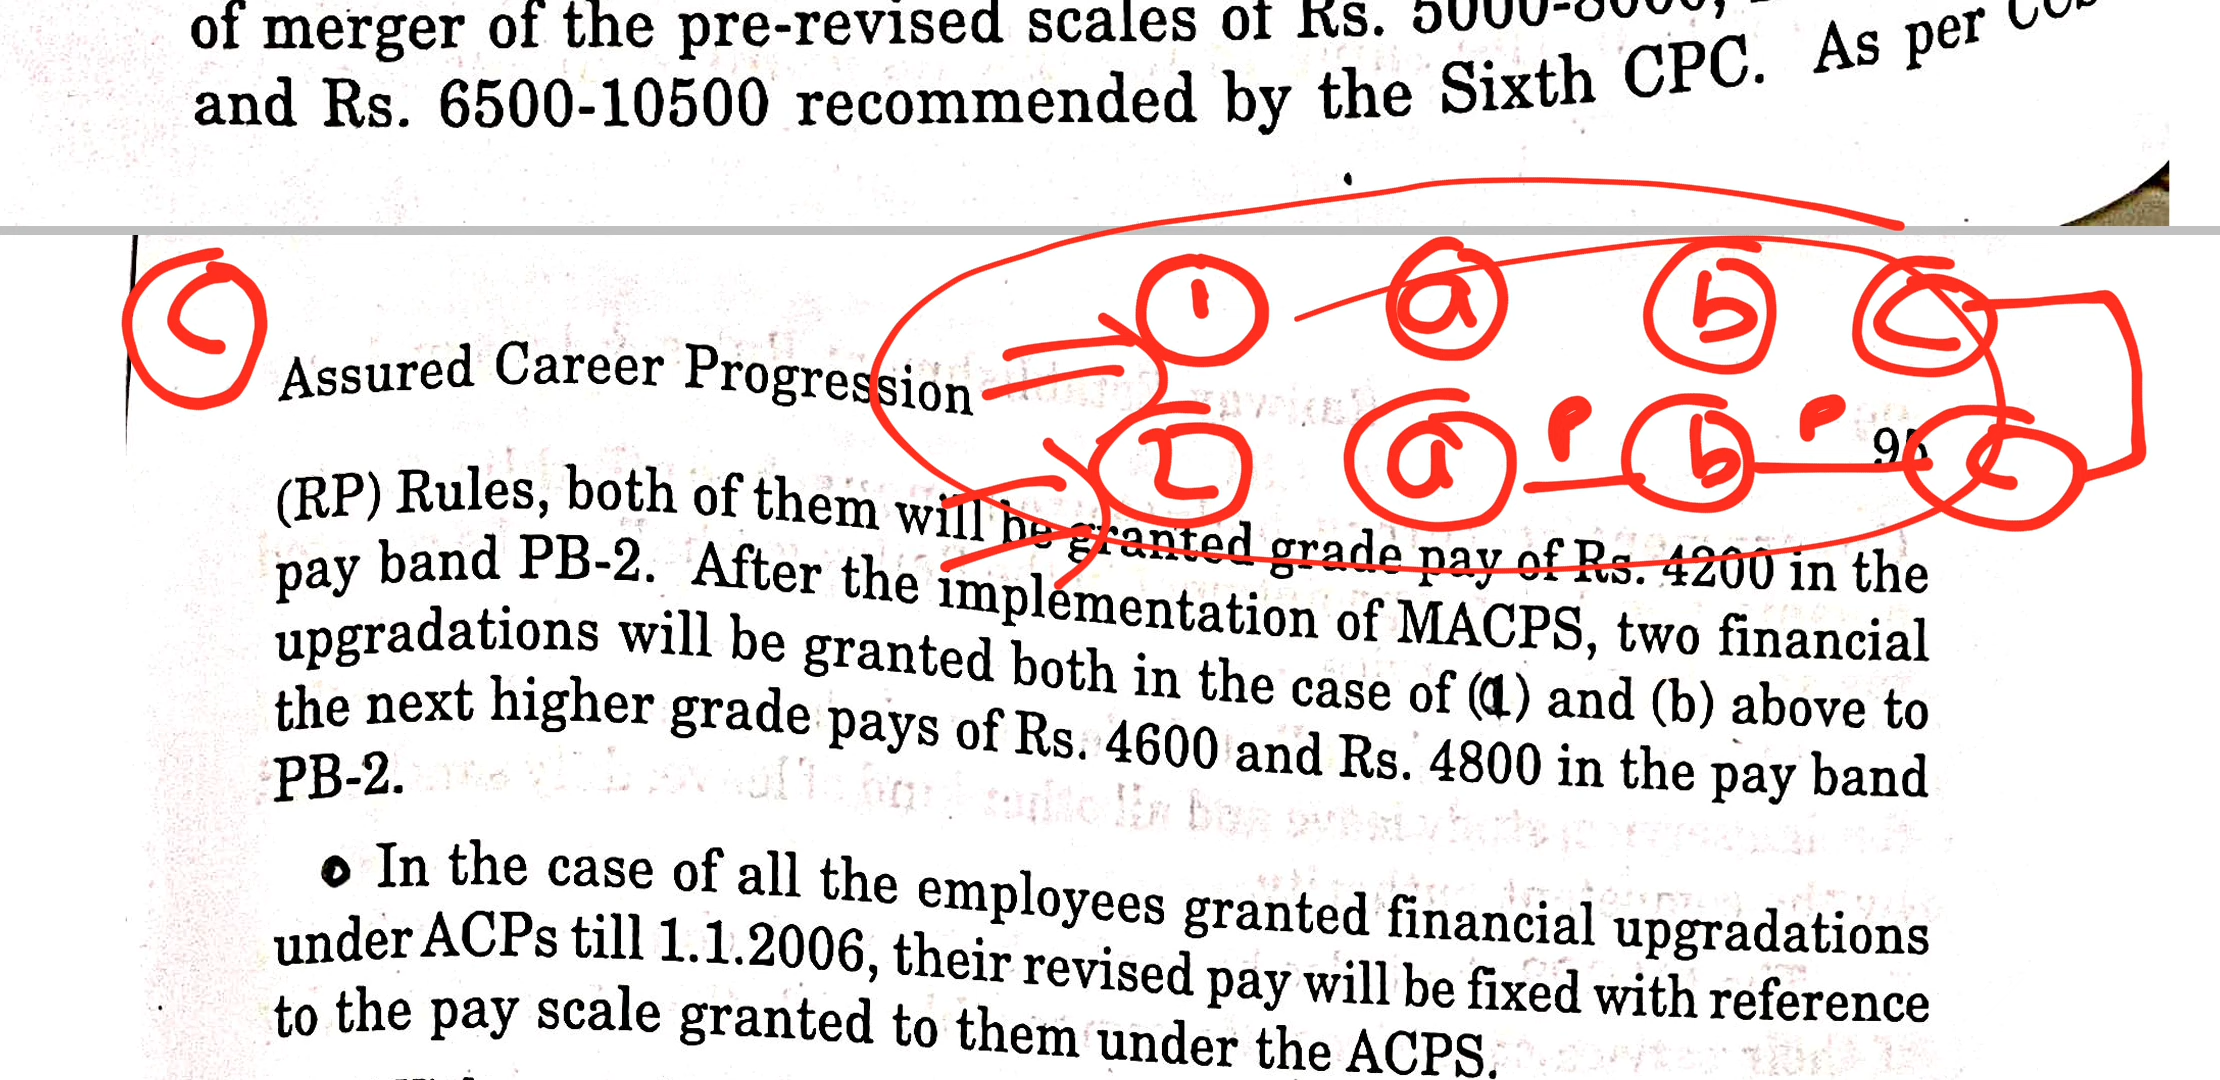 of merger of the pre-revised scales of Rs.
and Rs. 6500-10500 recommended by the Sixth CPC. As per
C
1 a b c
Assured Career Progression
2 a P b P c
(RP) Rules, both of them will be granted grade pay of Rs. 4200 in the
pay band PB-2. After the implementation of MACPS, two financial
upgradations will be granted both in the case of (a) and (b) above to
the next higher grade pays of Rs. 4600 and Rs. 4800 in the pay band
PB-2.
• In the case of all the employees granted financial upgradations
under ACPs till 1.1.2006, their revised pay will be fixed with reference
to the pay scale granted to them under the ACPS.